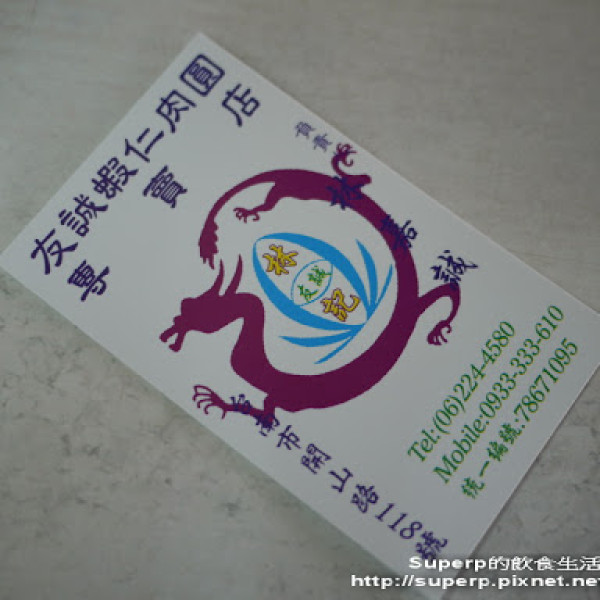 友誠蝦仁肉圓
專賣店
負責人
林嘉誠
林記
友誠
台南市開山路118號
Tel:(06)224-4580
Mobile:0933-333-610
統一編號:78671095
Superp的飲食生活
http://superp.pixnet.net